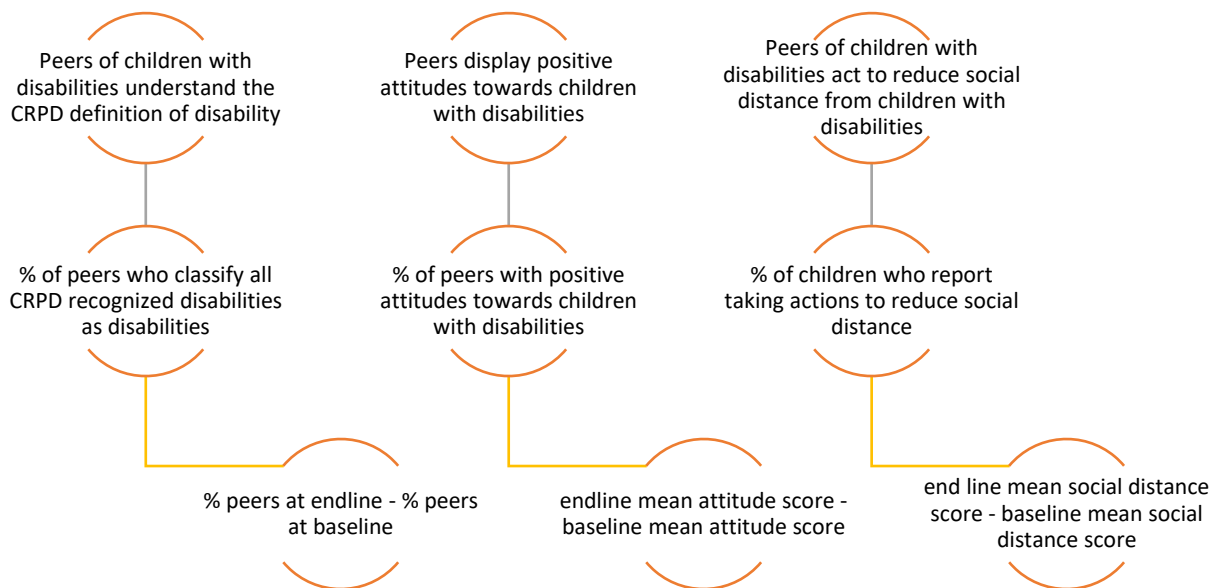 Peers of children with
disabilities understand the
CRPD definition of disability
Peers display positive
attitudes towards children
with disabilities
Peers of children with
disabilities act to reduce social
distance from children with
disabilities
% of peers who classify all
CRPD recognized disabilities
as disabilities
% of peers with positive
attitudes towards children
with disabilities
% of children who report
taking actions to reduce social
distance
% peers at endline - % peers
at baseline
endline mean attitude score -
baseline mean attitude score
end line mean social distance
score - baseline mean social
distance score